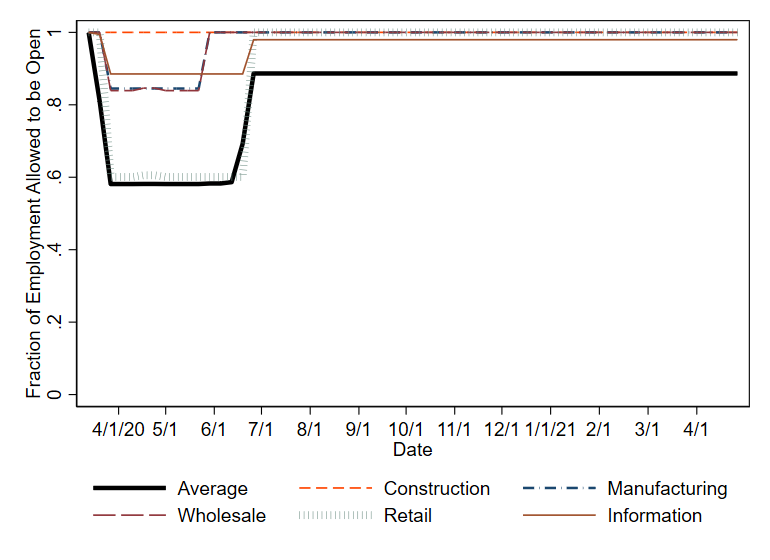 Fraction of Employment Allowed to be Open
1
.8
.6
.4
.2
0
4/1/20 5/1 6/1 7/1 8/1 9/1 10/1 11/1 12/1 1/1/21 2/1 3/1 4/1
Date
Average Construction Manufacturing
Wholesale Retail Information